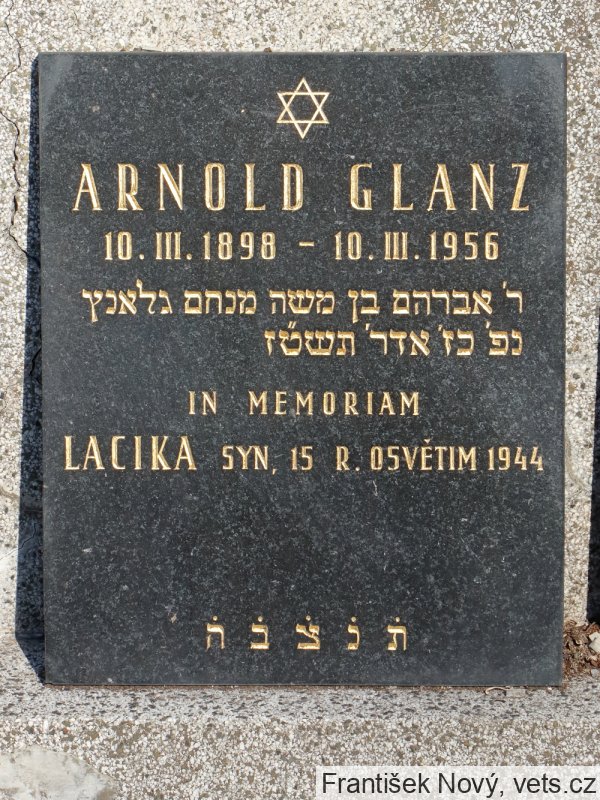 ARNOLD GLANZ
10. III. 1898 – 10. III. 1956
ר' אברהם בן משה מנחם גלאנץ
נפ' כז' אדר' תשט"ז
IN MEMORIAM
LACIKA SYN, 15 R. OSVĚTIM 1944
ת נ צ ב ה
František Nový, vets.cz